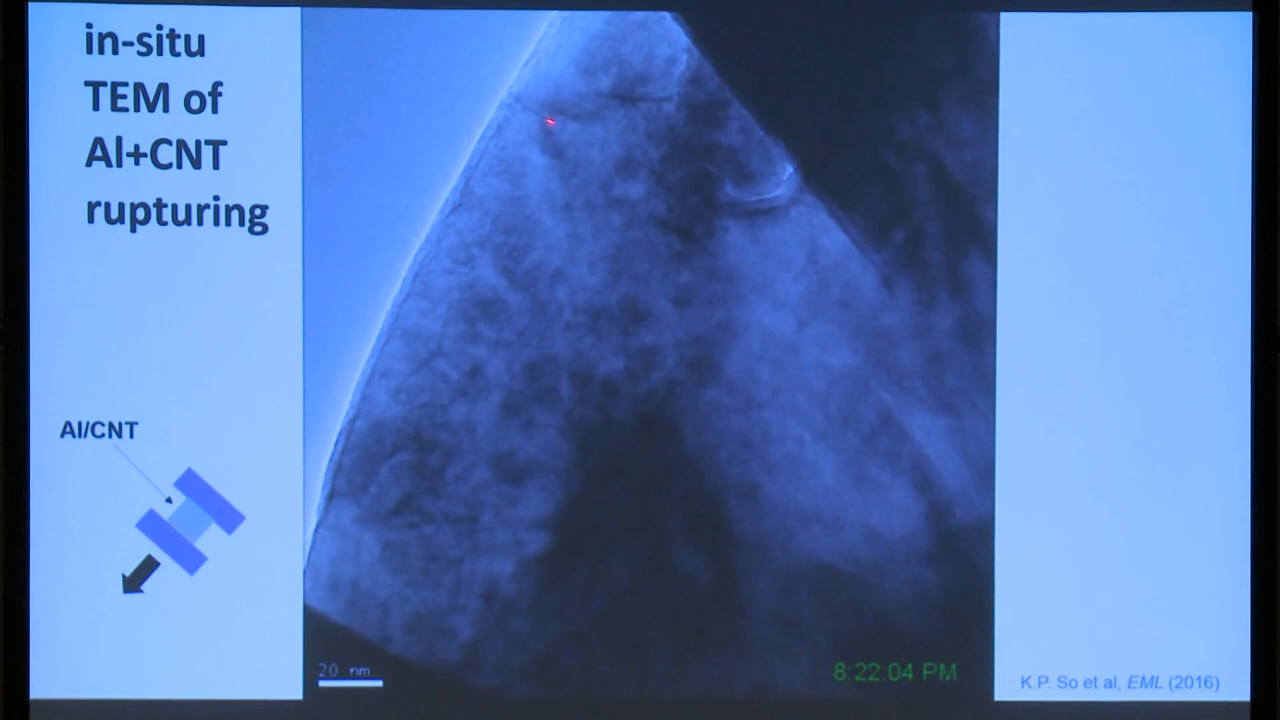 in-situ
TEM of
Al+CNT
rupturing
Al/CNT
20 nm
8:22:04 PM
K.P. So et al, EML (2016)